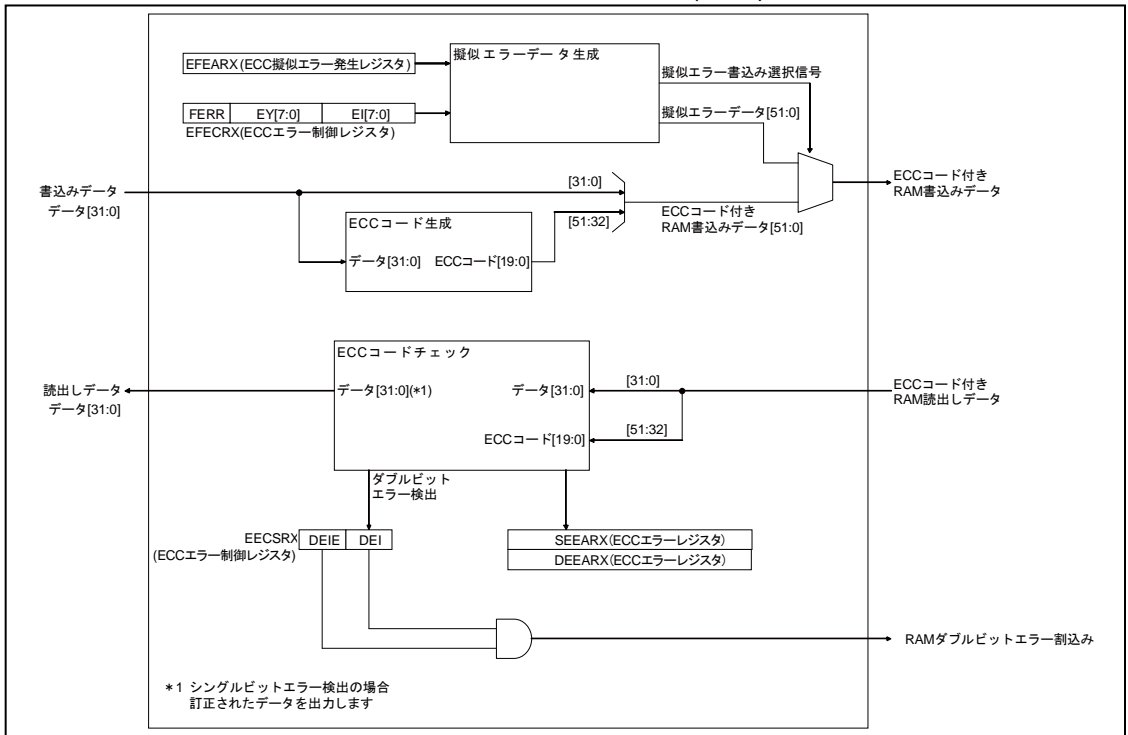 EFEARX(ECC擬似エラー発生レジスタ)
擬似エラーデータ生成
擬似エラー書込み選択信号
擬似エラーデータ[51:0]
FERR EY[7:0] EI[7:0]
EFECRX(ECCエラー制御レジスタ)
書込みデータ
データ[31:0]
[31:0]
[51:32]
ECCコード付き
RAM書込みデータ
ECCコード付き
RAM書込みデータ[51:0]
ECCコード生成
データ[31:0] ECCコード[19:0]
ECCコードチェック
読出しデータ
データ[31:0]
データ[31:0](*1)
データ[31:0]
[31:0]
ECCコード付き
RAM読出しデータ
ECCコード[19:0]
[51:32]
ダブルビット
エラー検出
EECSRX
(ECCエラー制御レジスタ)
DEIE DEI
SEEARX(ECCエラーレジスタ)
DEEARX(ECCエラーレジスタ)
RAMダブルビットエラー割込み
*1 シングルビットエラー検出の場合
訂正されたデータを出力します